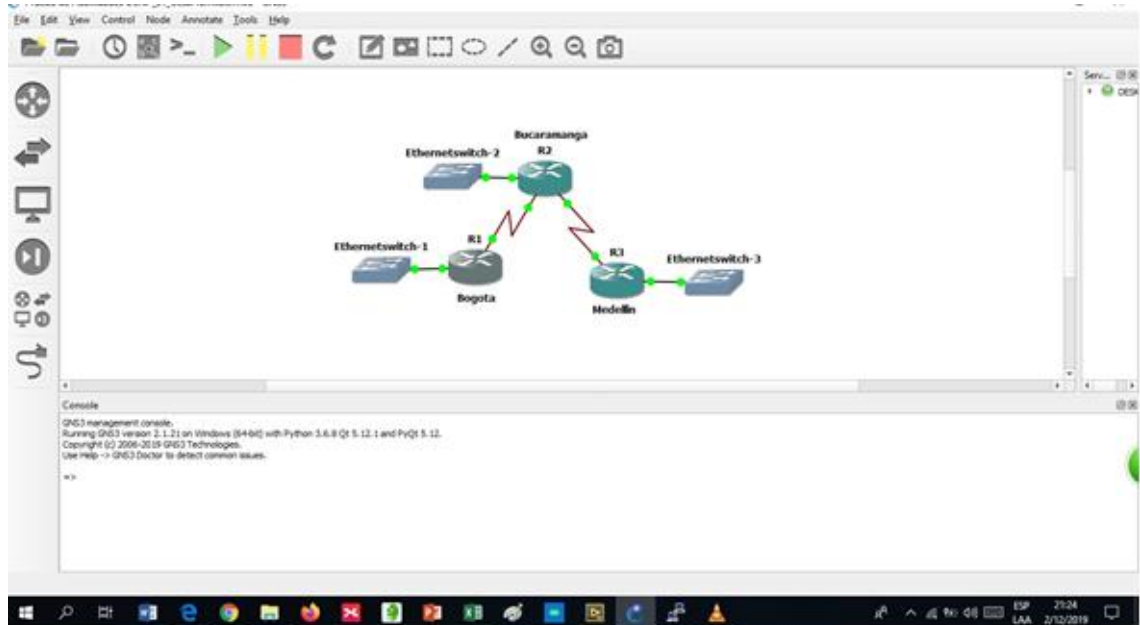 File Edit View Control Node Annotate Tools Help
Serv...
Bucaramanga
R2
Ethernetswitch-2
R1
Ethernetswitch-1
Bogota
R3
Ethernetswitch-3
Medellin
Console
GNS3 management console.
Running GNS3 version 2.1.21 on Windows (64-bit) with Python 3.6.8 Qt 5.12.1 and PyQt 5.12.
Copyright (c) 2006-2019 GNS3 Technologies.
Use Help -> GNS3 Doctor to detect common issues.
=>
ESP 21:24
LAA 2/12/2019